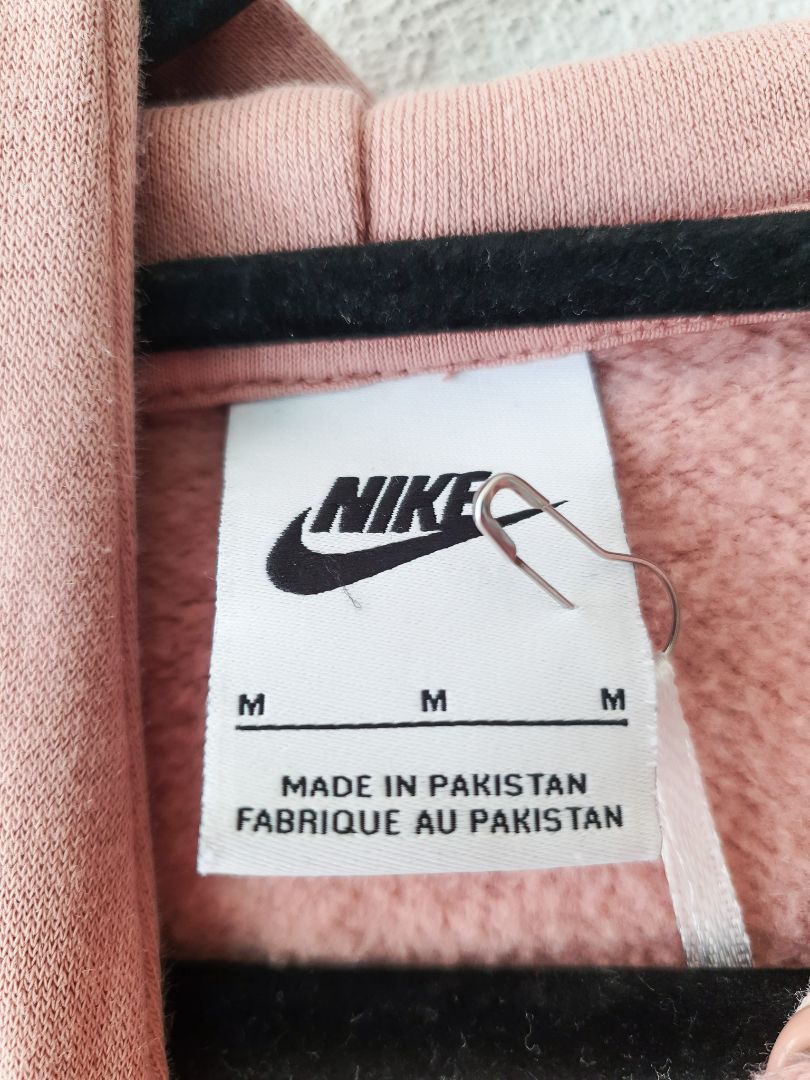 NIKE
M M M
MADE IN PAKISTAN
FABRIQUE AU PAKISTAN